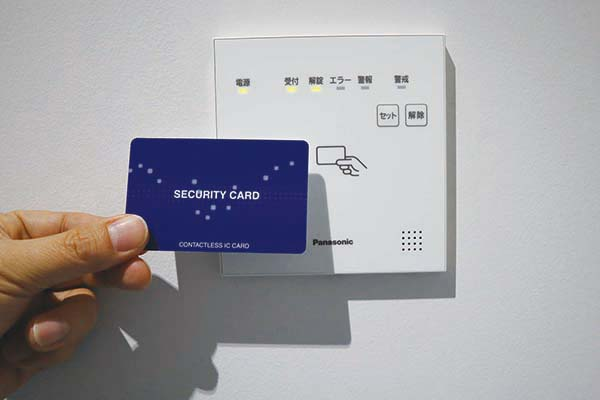 電源 受付 解錠 エラー 警報 警戒
セット 解除
SECURITY CARD
CONTACTLESS IC CARD
Panasonic